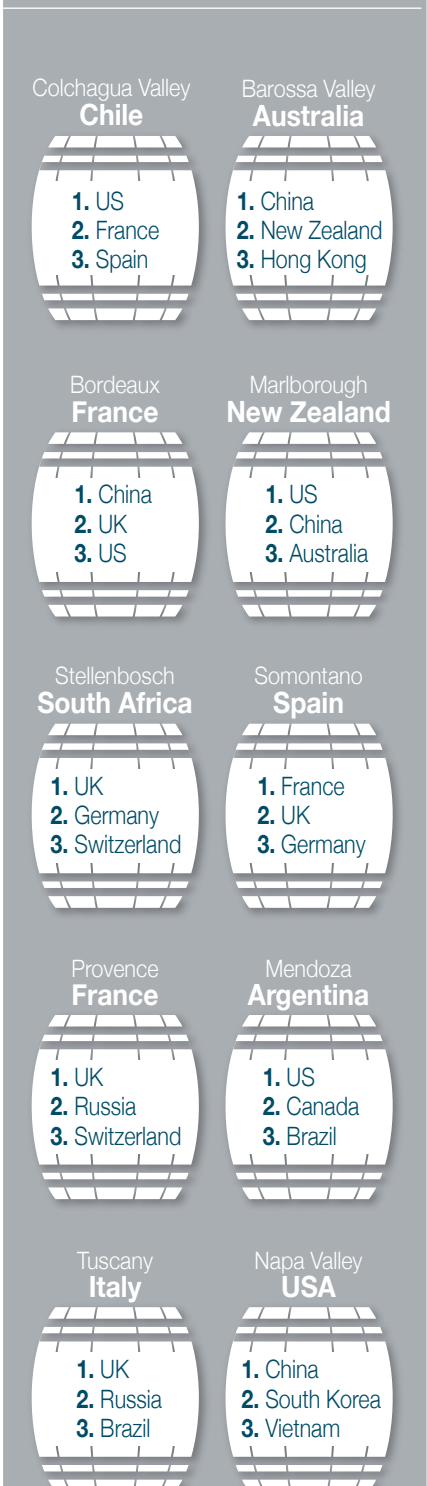 Colchagua Valley
Chile
1. US
2. France
3. Spain
Barossa Valley
Australia
1. China
2. New Zealand
3. Hong Kong
Bordeaux
France
1. China
2. UK
3. US
Marlborough
New Zealand
1. US
2. China
3. Australia
Stellenbosch
South Africa
1. UK
2. Germany
3. Switzerland
Somontano
Spain
1. France
2. UK
3. Germany
Provence
France
1. UK
2. Russia
3. Switzerland
Mendoza
Argentina
1. US
2. Canada
3. Brazil
Tuscany
Italy
1. UK
2. Russia
3. Brazil
Napa Valley
USA
1. China
2. South Korea
3. Vietnam